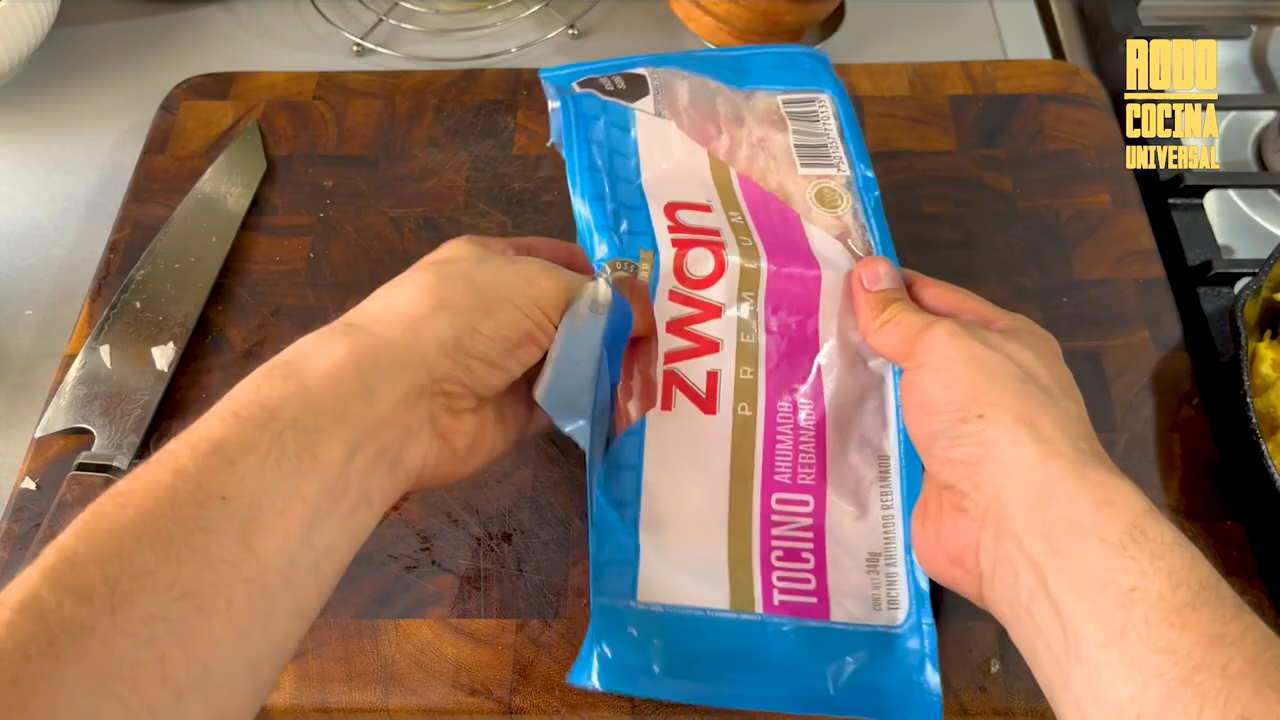 RODO
COCINA
UNIVERSAL
zwan
PREMIUM
TOCINO
AHUMADO
REBANADO
CONT. NET. 340g
TOCINO AHUMADO REBANADO